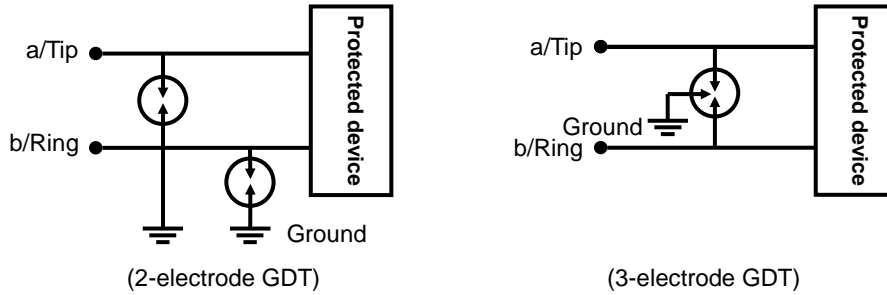 a/Tip
b/Ring
Protected device
Ground
(2-electrode GDT)
a/Tip
Ground
b/Ring
Protected device
(3-electrode GDT)